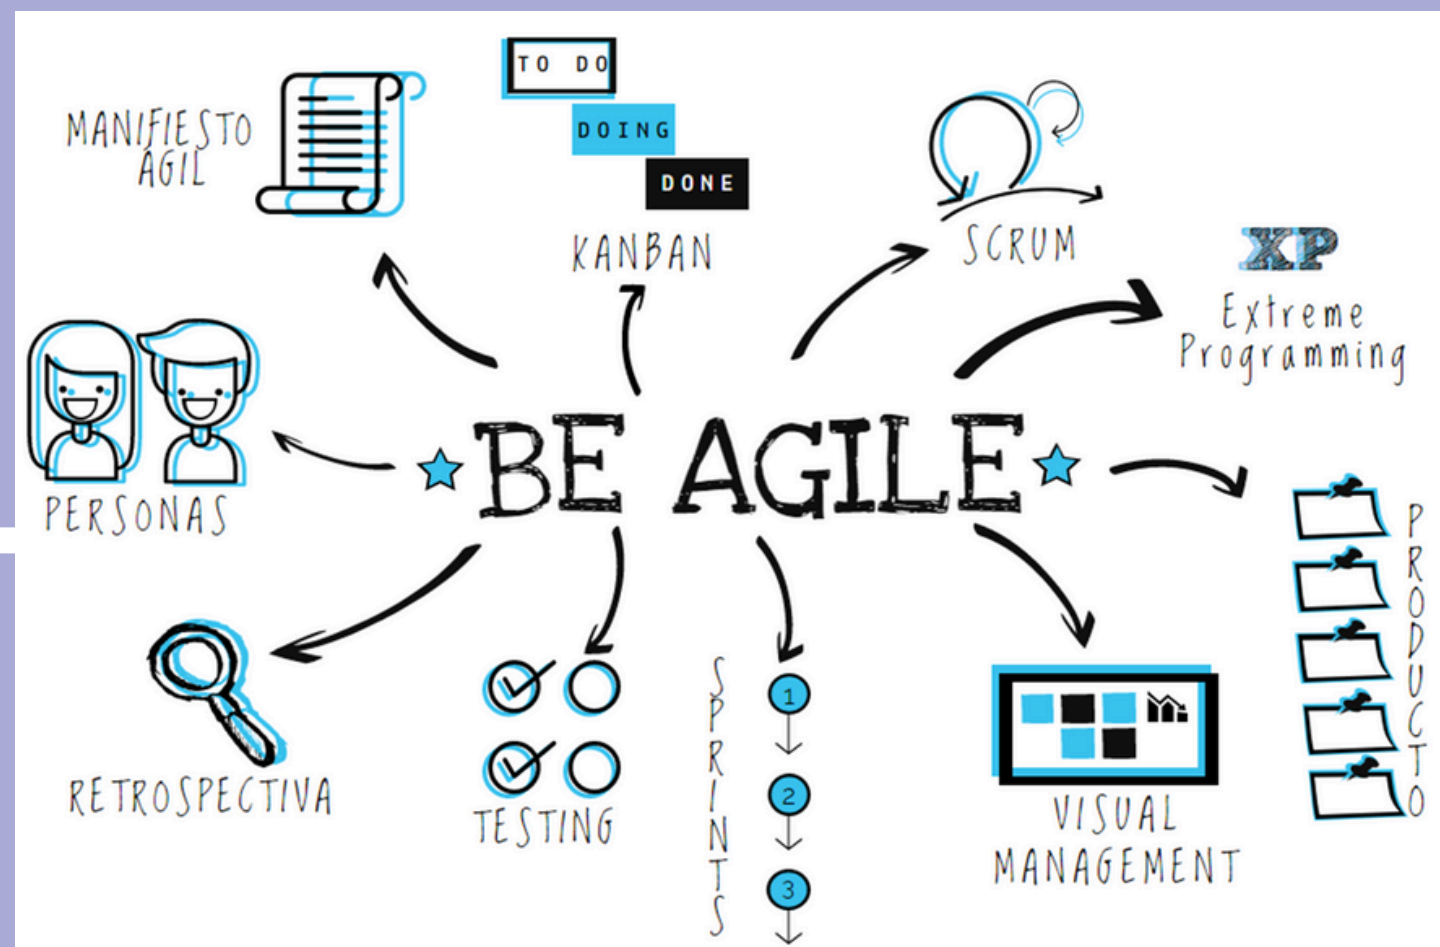 MANIFIESTO
ÁGIL
TO DO
DOING
DONE
KANBAN
SCRUM
XP
Extreme
Programming
PERSONAS
BE AGILE
PRODUCTO
RETROSPECTIVA
TESTING
SPRINTS
1
2
3
VISUAL
MANAGEMENT